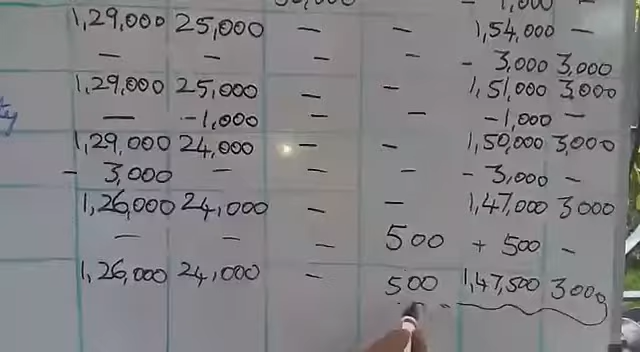 - 1,000 -
1,29,000 25,000 - - 1,54,000 -
- - - 3,000 3,000
1,29,000 25,000 - - 1,51,000 3,000
- -1,000 - - -1,000 -
1,29,000 24,000 - - 1,50,000 3,000
- 3,000 - - - 3,000 -
1,26,000 24,000 - - 1,47,000 3000
- - - 500 + 500 -
1,26,000 24,000 - 500 1,47,500 3000